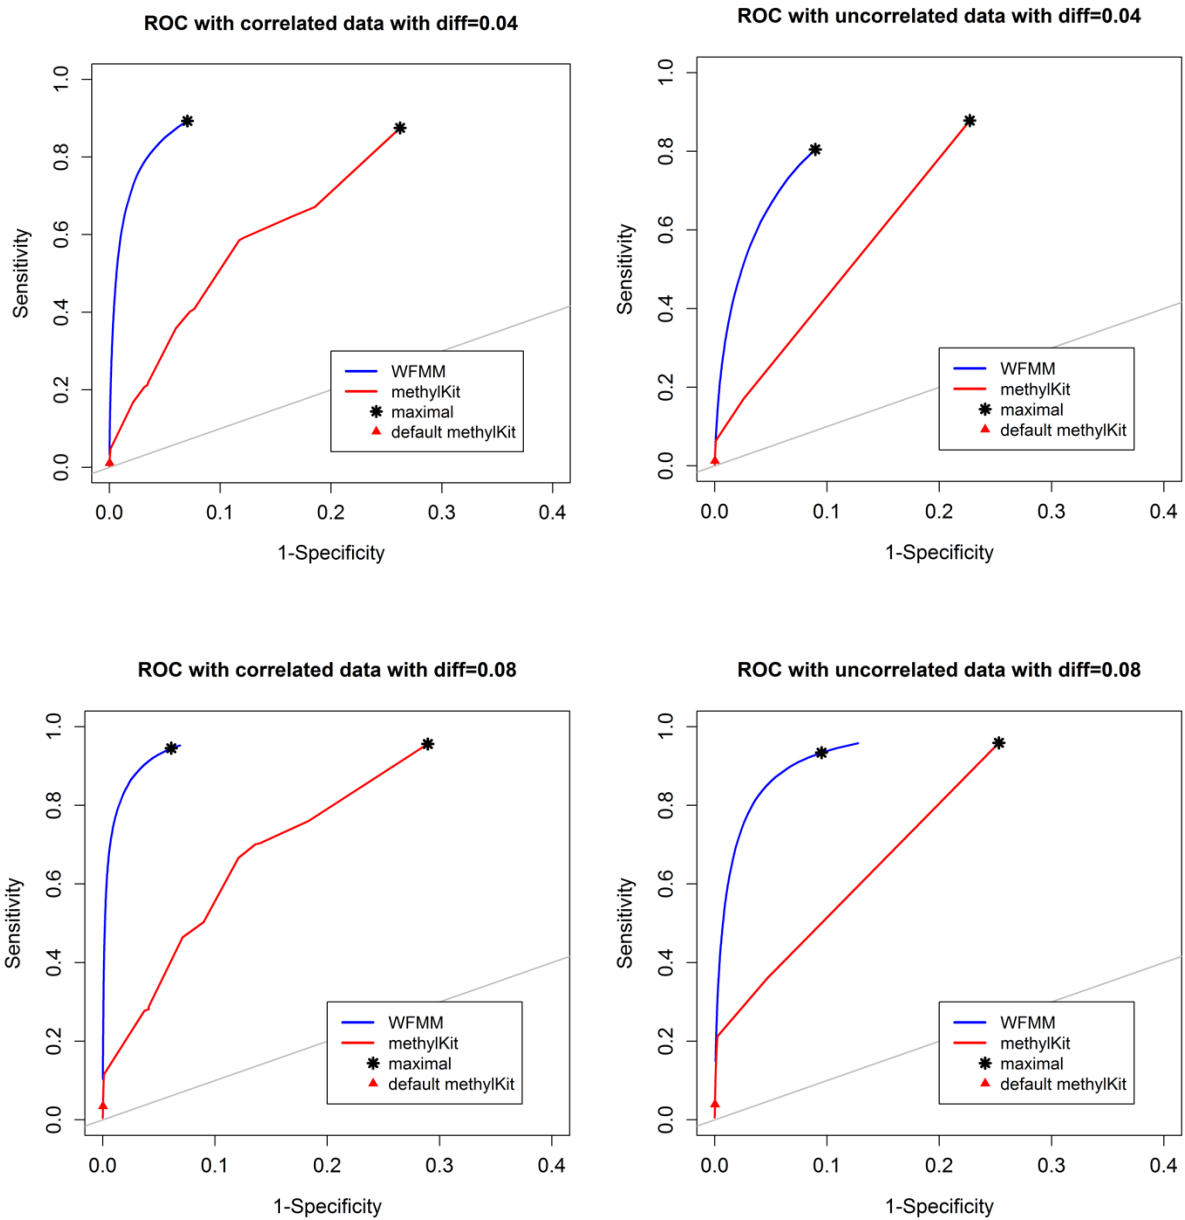 ROC with correlated data with diff=0.04
Sensitivity
1.0
0.8
0.6
0.4
0.2
0.0
WFMM
methylKit
maximal
default methylKit
0.0 0.1 0.2 0.3 0.4
1-Specificity
ROC with uncorrelated data with diff=0.04
Sensitivity
1.0
0.8
0.6
0.4
0.2
0.0
WFMM
methylKit
maximal
default methylKit
0.0 0.1 0.2 0.3 0.4
1-Specificity
ROC with correlated data with diff=0.08
Sensitivity
1.0
0.8
0.6
0.4
0.2
0.0
WFMM
methylKit
maximal
default methylKit
0.0 0.1 0.2 0.3 0.4
1-Specificity
ROC with uncorrelated data with diff=0.08
Sensitivity
1.0
0.8
0.6
0.4
0.2
0.0
WFMM
methylKit
maximal
default methylKit
0.0 0.1 0.2 0.3 0.4
1-Specificity